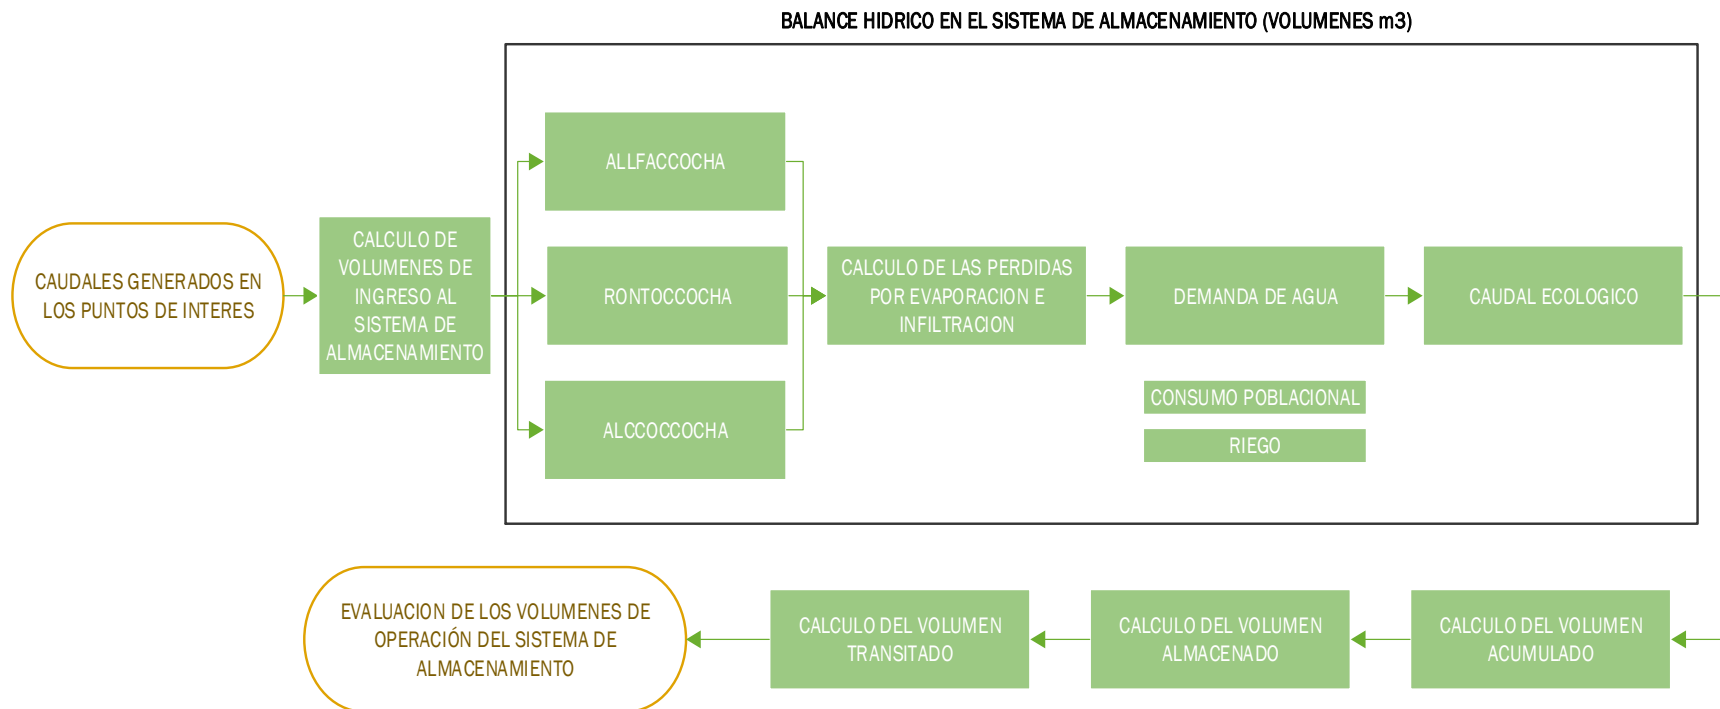 BALANCE HIDRICO EN EL SISTEMA DE ALMACENAMIENTO (VOLUMENES m3)
CAUDALES GENERADOS EN
LOS PUNTOS DE INTERES
CALCULO DE
VOLUMENES DE
INGRESO AL
SISTEMA DE
ALMACENAMIENTO
ALLFACCOCHA
RONTOCCOCHA
ALCCOCCOCHA
CALCULO DE LAS PERDIDAS
POR EVAPORACION E
INFILTRACION
DEMANDA DE AGUA
CONSUMO POBLACIONAL
RIEGO
CAUDAL ECOLOGICO
CALCULO DEL VOLUMEN
ACUMULADO
CALCULO DEL VOLUMEN
ALMACENADO
CALCULO DEL VOLUMEN
TRANSITADO
EVALUACION DE LOS VOLUMENES DE
OPERACIÓN DEL SISTEMA DE
ALMACENAMIENTO